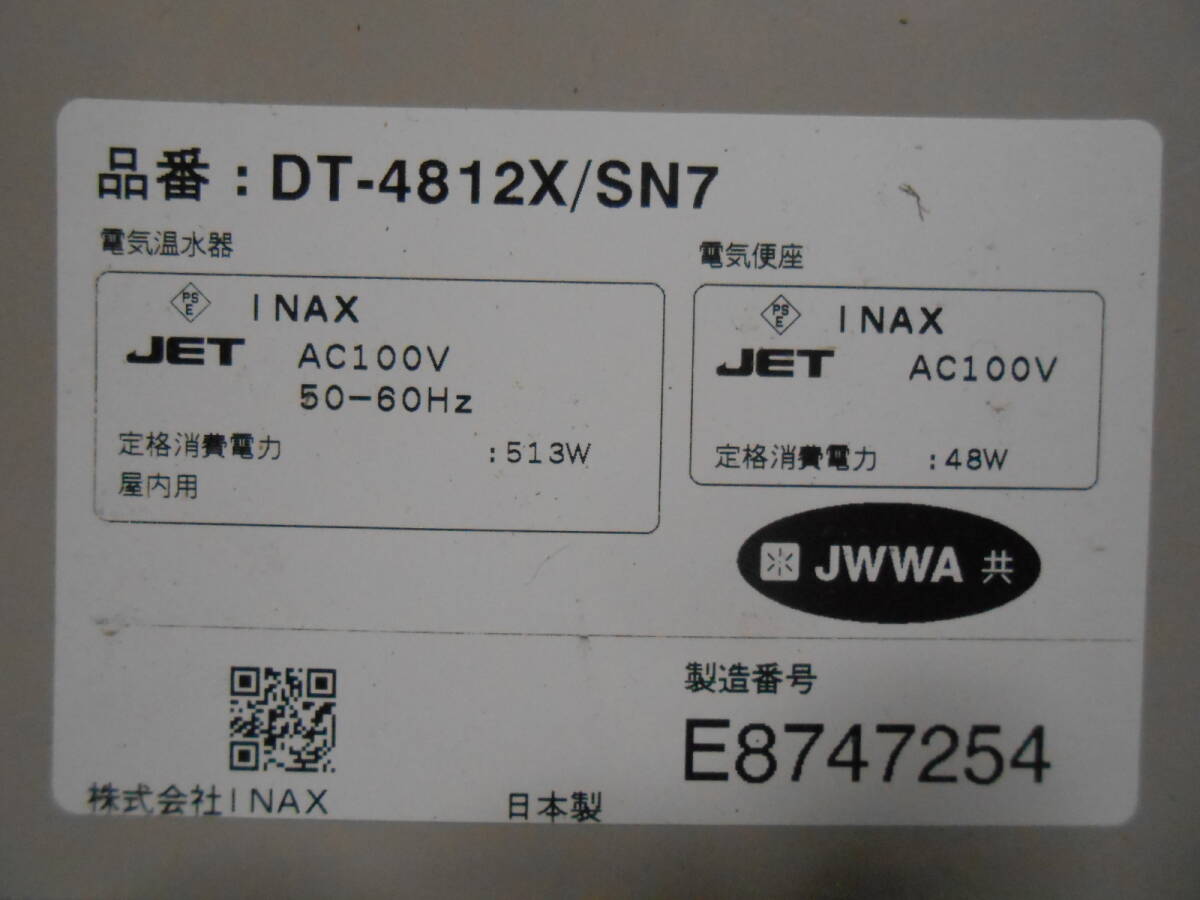 品番：DT-4812X/SN7
電気温水器
PSE INAX
JET AC100V
50-60Hz
定格消費電力 :513W
屋内用
電気便座
PSE INAX
JET AC100V
定格消費電力 :48W
水 JWWA 共
製造番号
E8747254
株式会社INAX
日本製